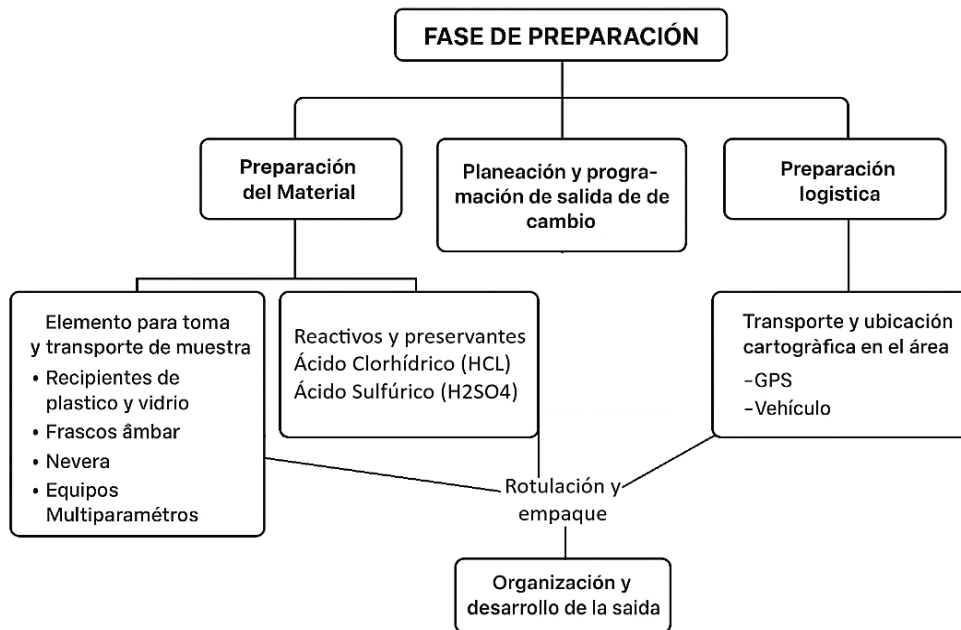 FASE DE PREPARACIÓN
Preparación
del Material
Planeación y progra-
mación de salida de de
cambio
Preparación
logistica
Elemento para toma
y transporte de muestra
• Recipientes de
plastico y vidrio
• Frascos âmbar
• Nevera
• Equipos
Multiparamétros
Reactivos y preservantes
Ácido Clorhídrico (HCL)
Ácido Sulfúrico (H2SO4)
Transporte y ubicación
cartogràfica en el área
-GPS
-Vehículo
Rotulación y
empaque
Organización y
desarrollo de la saida